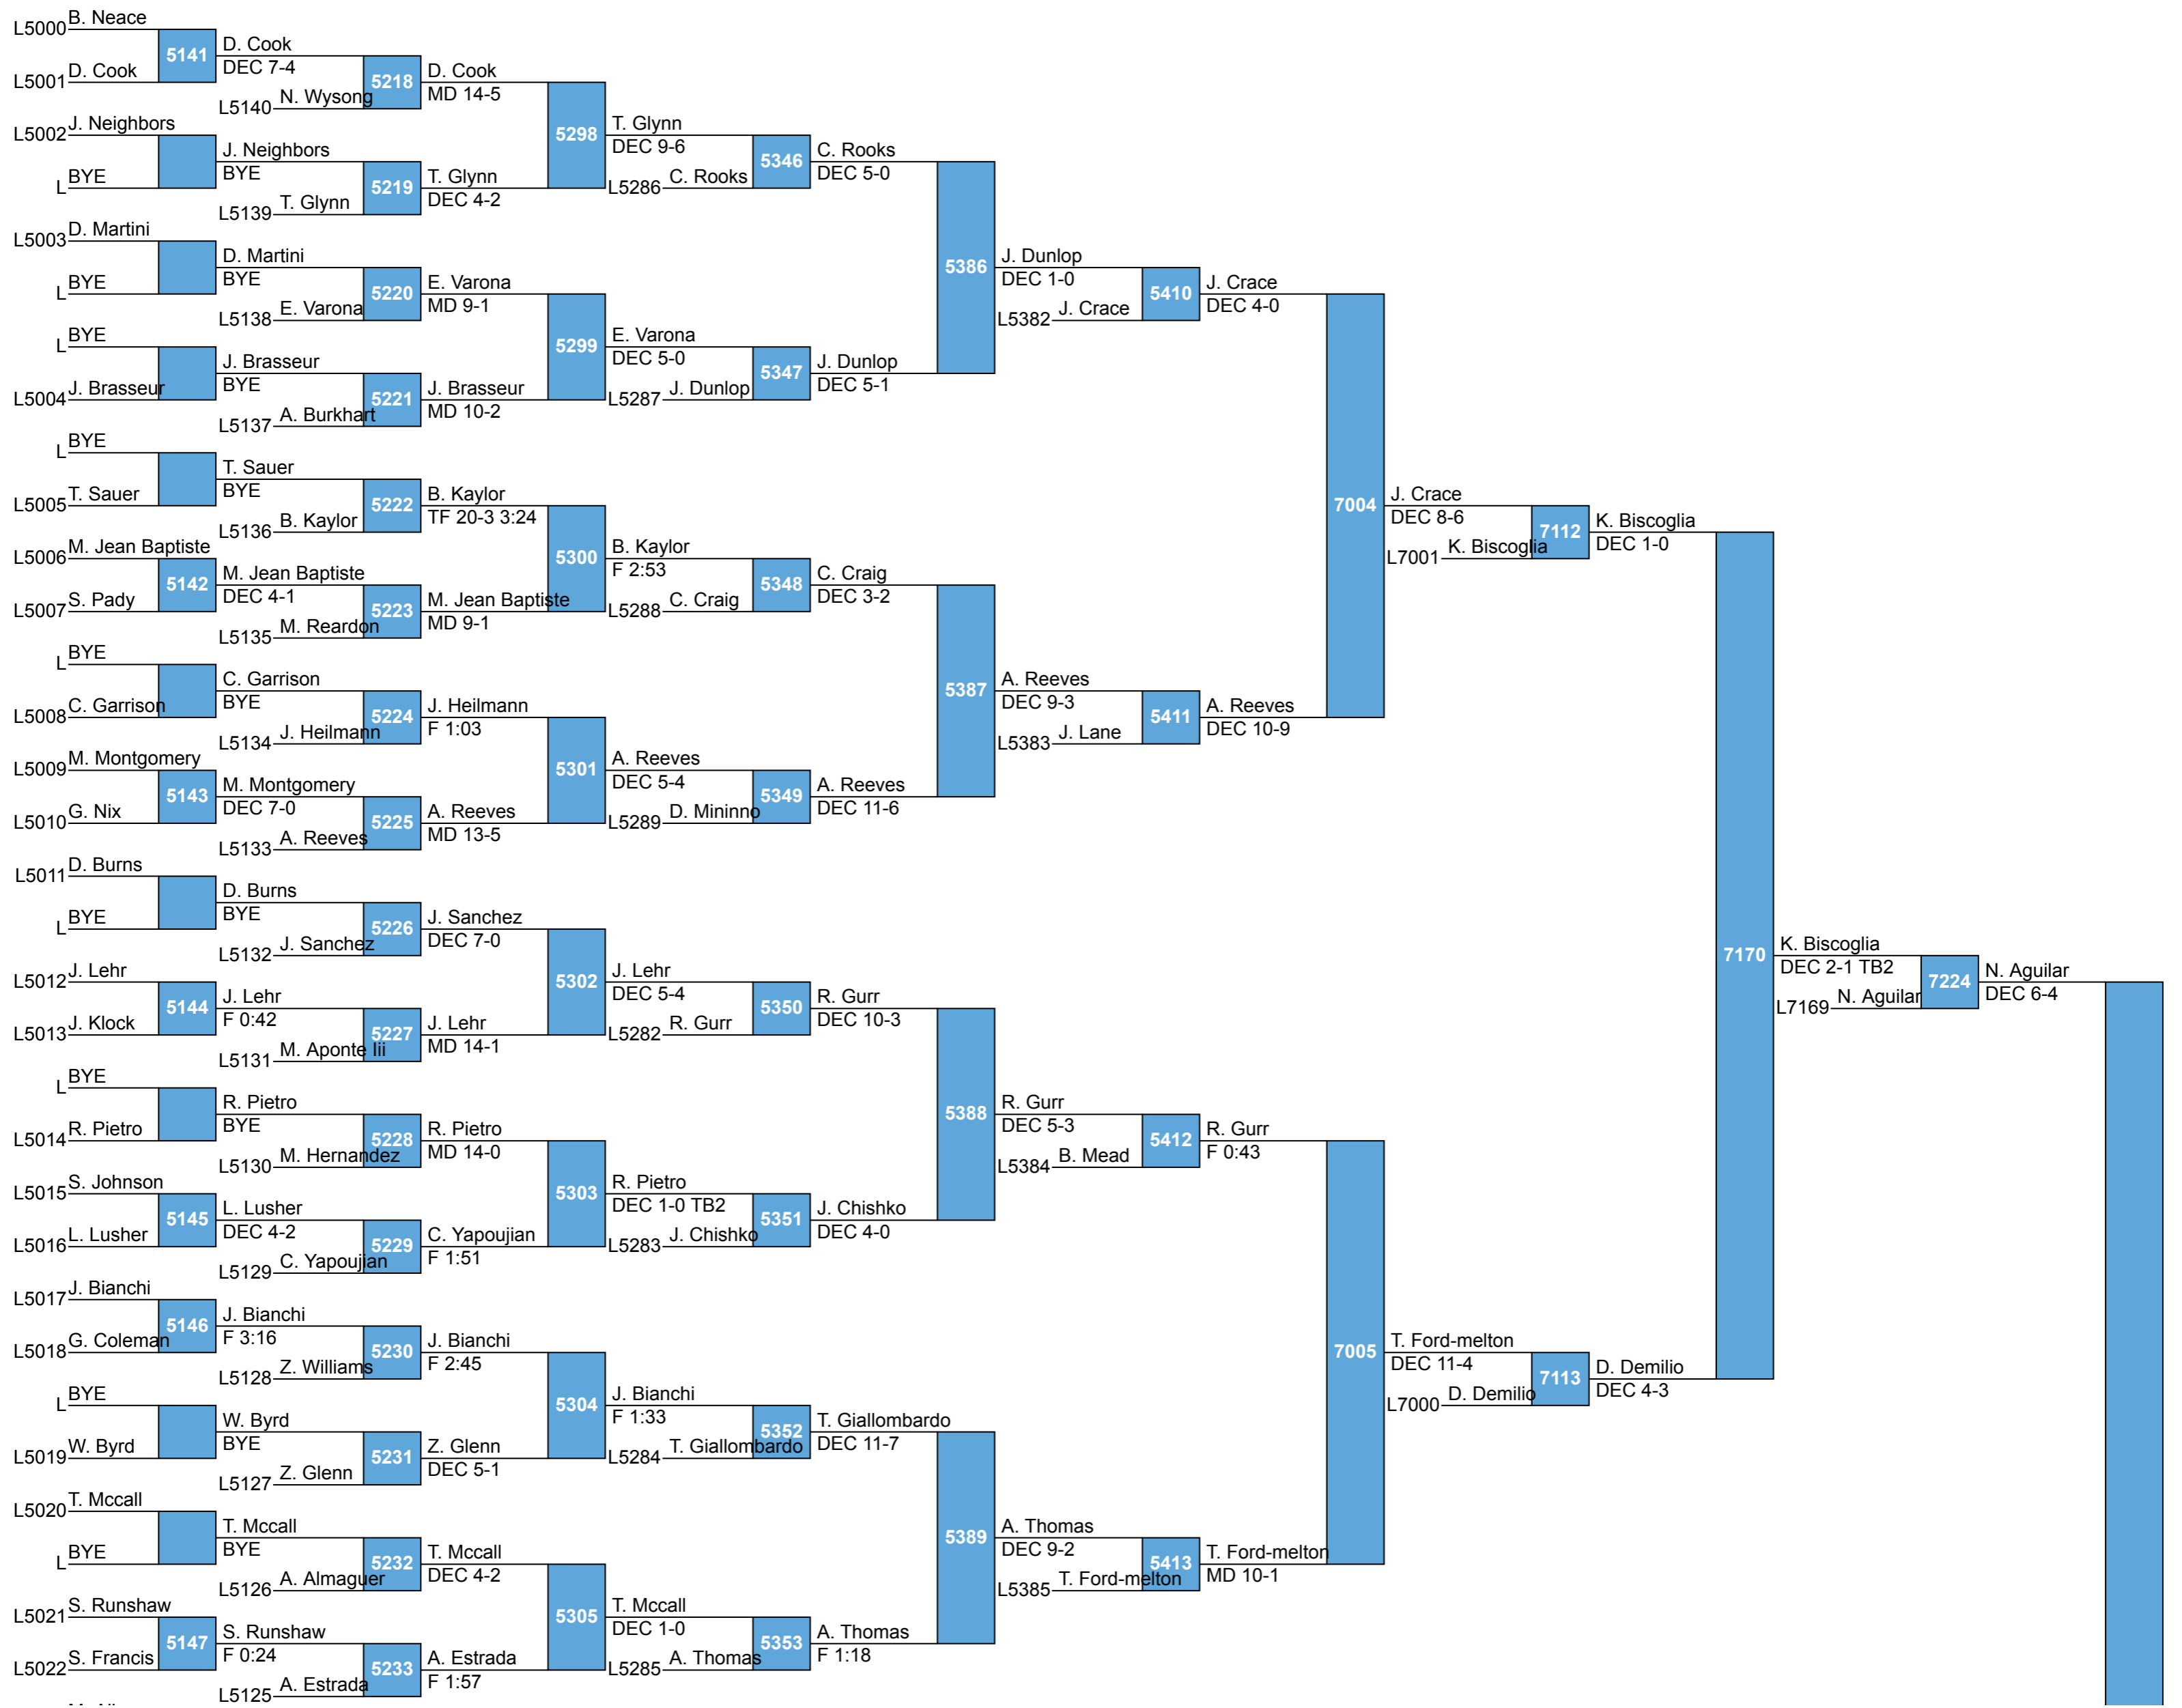 B. Neace
L5000
5141
D. Cook
D. Cook
DEC 7-4
L5001
5218
D. Cook
N. Wysong
MD 14-5
L5140
J. Neighbors
L5002
5298
T. Glynn
J. Neighbors
DEC 9-6
BYE
BYE
L
5346
C. Rooks
5219
T. Glynn
C. Rooks
DEC 5-0
T. Glynn
DEC 4-2
L5286
L5139
D. Martini
L5003
D. Martini
BYE
BYE
L
5386
J. Dunlop
5220
E. Varona
DEC 1-0
E. Varona
MD 9-1
5410
J. Crace
L5138
J. Crace
DEC 4-0
L5382
BYE
L
5299
E. Varona
J. Brasseur
DEC 5-0
J. Brasseur
BYE
L5004
5347
J. Dunlop
5221
J. Brasseur
J. Dunlop
DEC 5-1
A. Burkhart
MD 10-2
L5287
L5137
BYE
L
T. Sauer
T. Sauer
BYE
L5005
5222
B. Kaylor
7004
J. Crace
B. Kaylor
TF 20-3 3:24
DEC 8-6
L5136
7112
K. Biscoglia
M. Jean Baptiste
K. Biscoglia
DEC 1-0
L5006
5300
B. Kaylor
L7001
5142
M. Jean Baptiste
F 2:53
S. Pady
DEC 4-1
L5007
5348
C. Craig
5223
M. Jean Baptiste
C. Craig
DEC 3-2
M. Reardon
MD 9-1
L5288
L5135
BYE
L
C. Garrison
C. Garrison
BYE
L5008
5387
A. Reeves
5224
J. Heilmann
DEC 9-3
J. Heilmann
F 1:03
5411
A. Reeves
L5134
J. Lane
DEC 10-9
L5383
M. Montgomery
L5009
5301
A. Reeves
5143
M. Montgomery
DEC 5-4
G. Nix
DEC 7-0
L5010
5349
A. Reeves
5225
A. Reeves
D. Mininno
DEC 11-6
A. Reeves
MD 13-5
L5289
L5133
D. Burns
L5011
D. Burns
BYE
BYE
L
5226
J. Sanchez
J. Sanchez
DEC 7-0
L5132
7170
K. Biscoglia
DEC 2-1 TB2
7224
N. Aguilar
N. Aguilar
DEC 6-4
L7169
J. Lehr
L5012
5302
J. Lehr
5144
J. Lehr
DEC 5-4
J. Klock
F 0:42
L5013
5350
R. Gurr
5227
J. Lehr
R. Gurr
DEC 10-3
M. Aponte Iii
MD 14-1
L5282
L5131
BYE
L
R. Pietro
R. Pietro
BYE
L5014
5388
R. Gurr
5228
R. Pietro
DEC 5-3
M. Hernandez
MD 14-0
5412
R. Gurr
L5130
B. Mead
F 0:43
L5384
S. Johnson
L5015
5303
R. Pietro
5145
L. Lusher
DEC 1-0 TB2
L. Lusher
DEC 4-2
L5016
5351
J. Chishko
5229
C. Yapoujian
J. Chishko
DEC 4-0
C. Yapoujian
F 1:51
L5283
L5129
J. Bianchi
L5017
5146
J. Bianchi
G. Coleman
F 3:16
L5018
5230
J. Bianchi
7005
T. Ford-melton
Z. Williams
F 2:45
DEC 11-4
L5128
7113
D. Demilio
D. Demilio
DEC 4-3
L7000
BYE
L
5304
J. Bianchi
W. Byrd
F 1:33
W. Byrd
BYE
L5019
5352
T. Giallombardo
5231
Z. Glenn
T. Giallombardo
DEC 11-7
Z. Glenn
DEC 5-1
L5284
L5127
T. Mccall
L5020
T. Mccall
BYE
BYE
L
5389
A. Thomas
5232
T. Mccall
DEC 9-2
A. Almaguer
DEC 4-2
5413
T. Ford-melton
L5126
T. Ford-melton
MD 10-1
L5385
S. Runshaw
L5021
5305
T. Mccall
5147
S. Runshaw
DEC 1-0
S. Francis
F 0:24
L5022
5353
A. Thomas
5233
A. Estrada
A. Thomas
F 1:18
A. Estrada
F 1:57
L5285
L5125